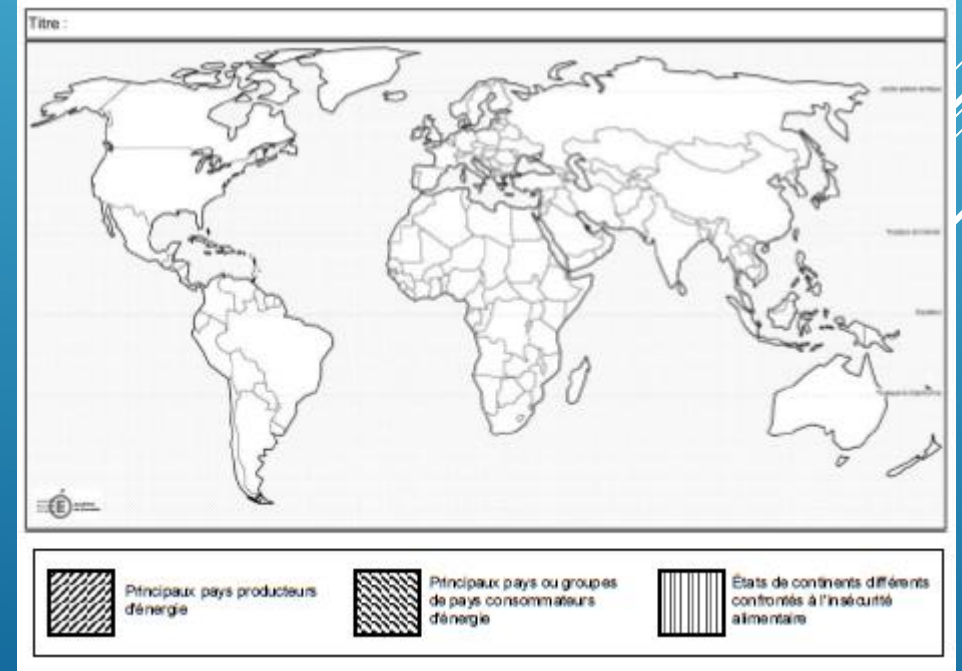 Titre :
Équateur
Principaux pays producteurs
d'énergie
Principaux pays ou groupes
de pays consommateurs
d'énergie
États de continents différents
confrontés à l'insécurité
alimentaire